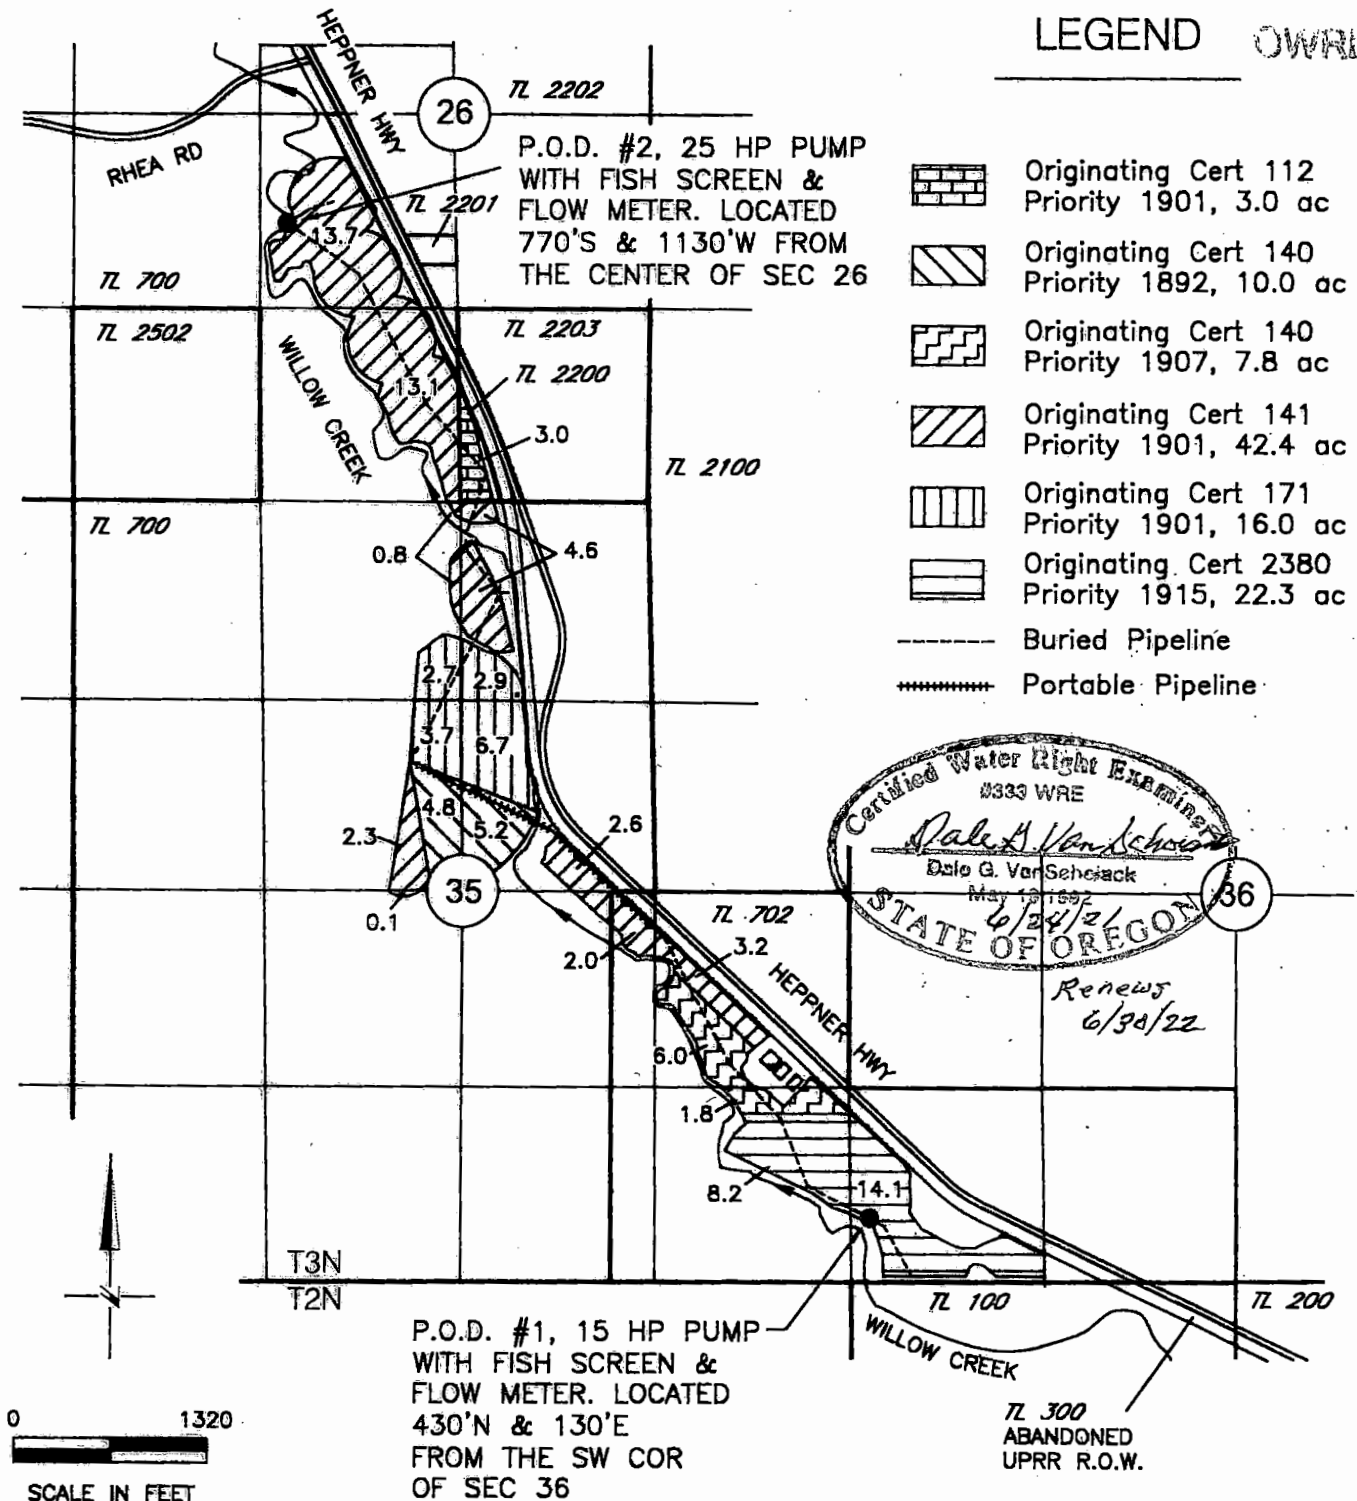 LEGEND
HEPPNER HWY
26
TL 2202
RHEA RD
P.O.D. #2, 25 HP PUMP
WITH FISH SCREEN &
FLOW METER. LOCATED
770'S & 1130'W FROM
THE CENTER OF SEC 26
TL 2201
13.7
TL 700
TL 2502
TL 2203
TL 2200
WILLOW CREEK
13.1
3.0
TL 2100
TL 700
0.8
4.6
2.7
2.9
3.7
6.7
4.8
5.2
2.3
2.6
0.1
35
TL 702
36
2.0
3.2
HEPPNER HWY
6.0
1.8
8.2
14.1
T3N
T2N
TL 100
TL 200
WILLOW CREEK
P.O.D. #1, 15 HP PUMP
WITH FISH SCREEN &
FLOW METER. LOCATED
430'N & 130'E
FROM THE SW COR
OF SEC 36
TL 300
ABANDONED
UPRR R.O.W.
0 1320
SCALE IN FEET
Originating Cert 112
Priority 1901, 3.0 ac
Originating Cert 140
Priority 1892, 10.0 ac
Originating Cert 140
Priority 1907, 7.8 ac
Originating Cert 141
Priority 1901, 42.4 ac
Originating Cert 171
Priority 1901, 16.0 ac
Originating Cert 2380
Priority 1915, 22.3 ac
Buried Pipeline
Portable Pipeline
Certified Water Right Examiner
#333 WRE
Dale G. VanSchoiack
6/24/21
STATE OF OREGON
Renews
6/30/22